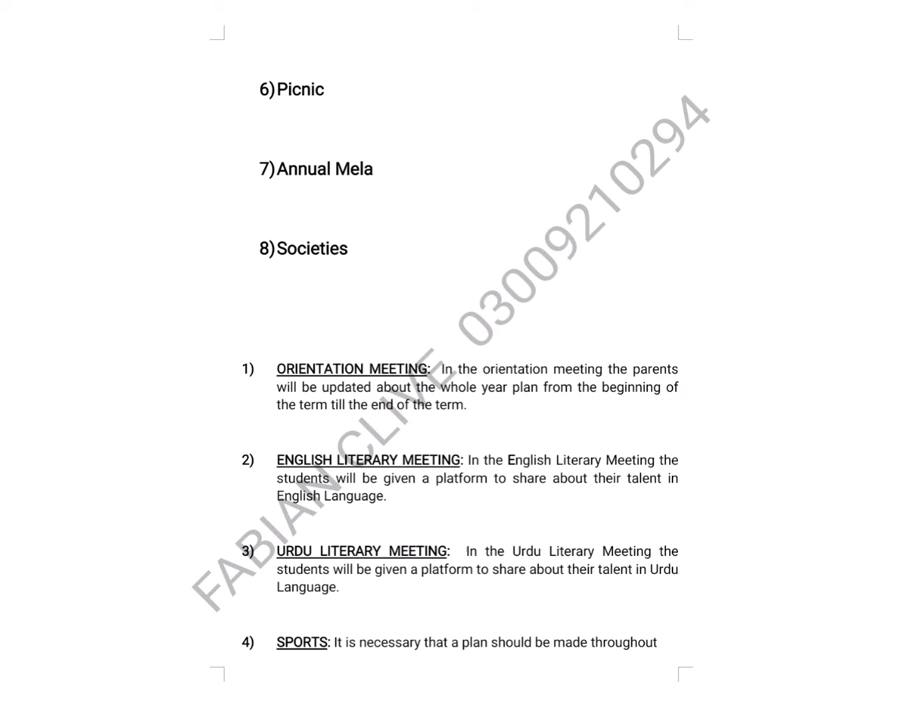 6) Picnic
7) Annual Mela
8) Societies
1) ORIENTATION MEETING: In the orientation meeting the parents
will be updated about the whole year plan from the beginning of
the term till the end of the term.
2) ENGLISH LITERARY MEETING: In the English Literary Meeting the
students will be given a platform to share about their talent in
English Language.
3) URDU LITERARY MEETING: In the Urdu Literary Meeting the
students will be given a platform to share about their talent in Urdu
Language.
4) SPORTS: It is necessary that a plan should be made throughout
FABIAN CLIVE 03009210294